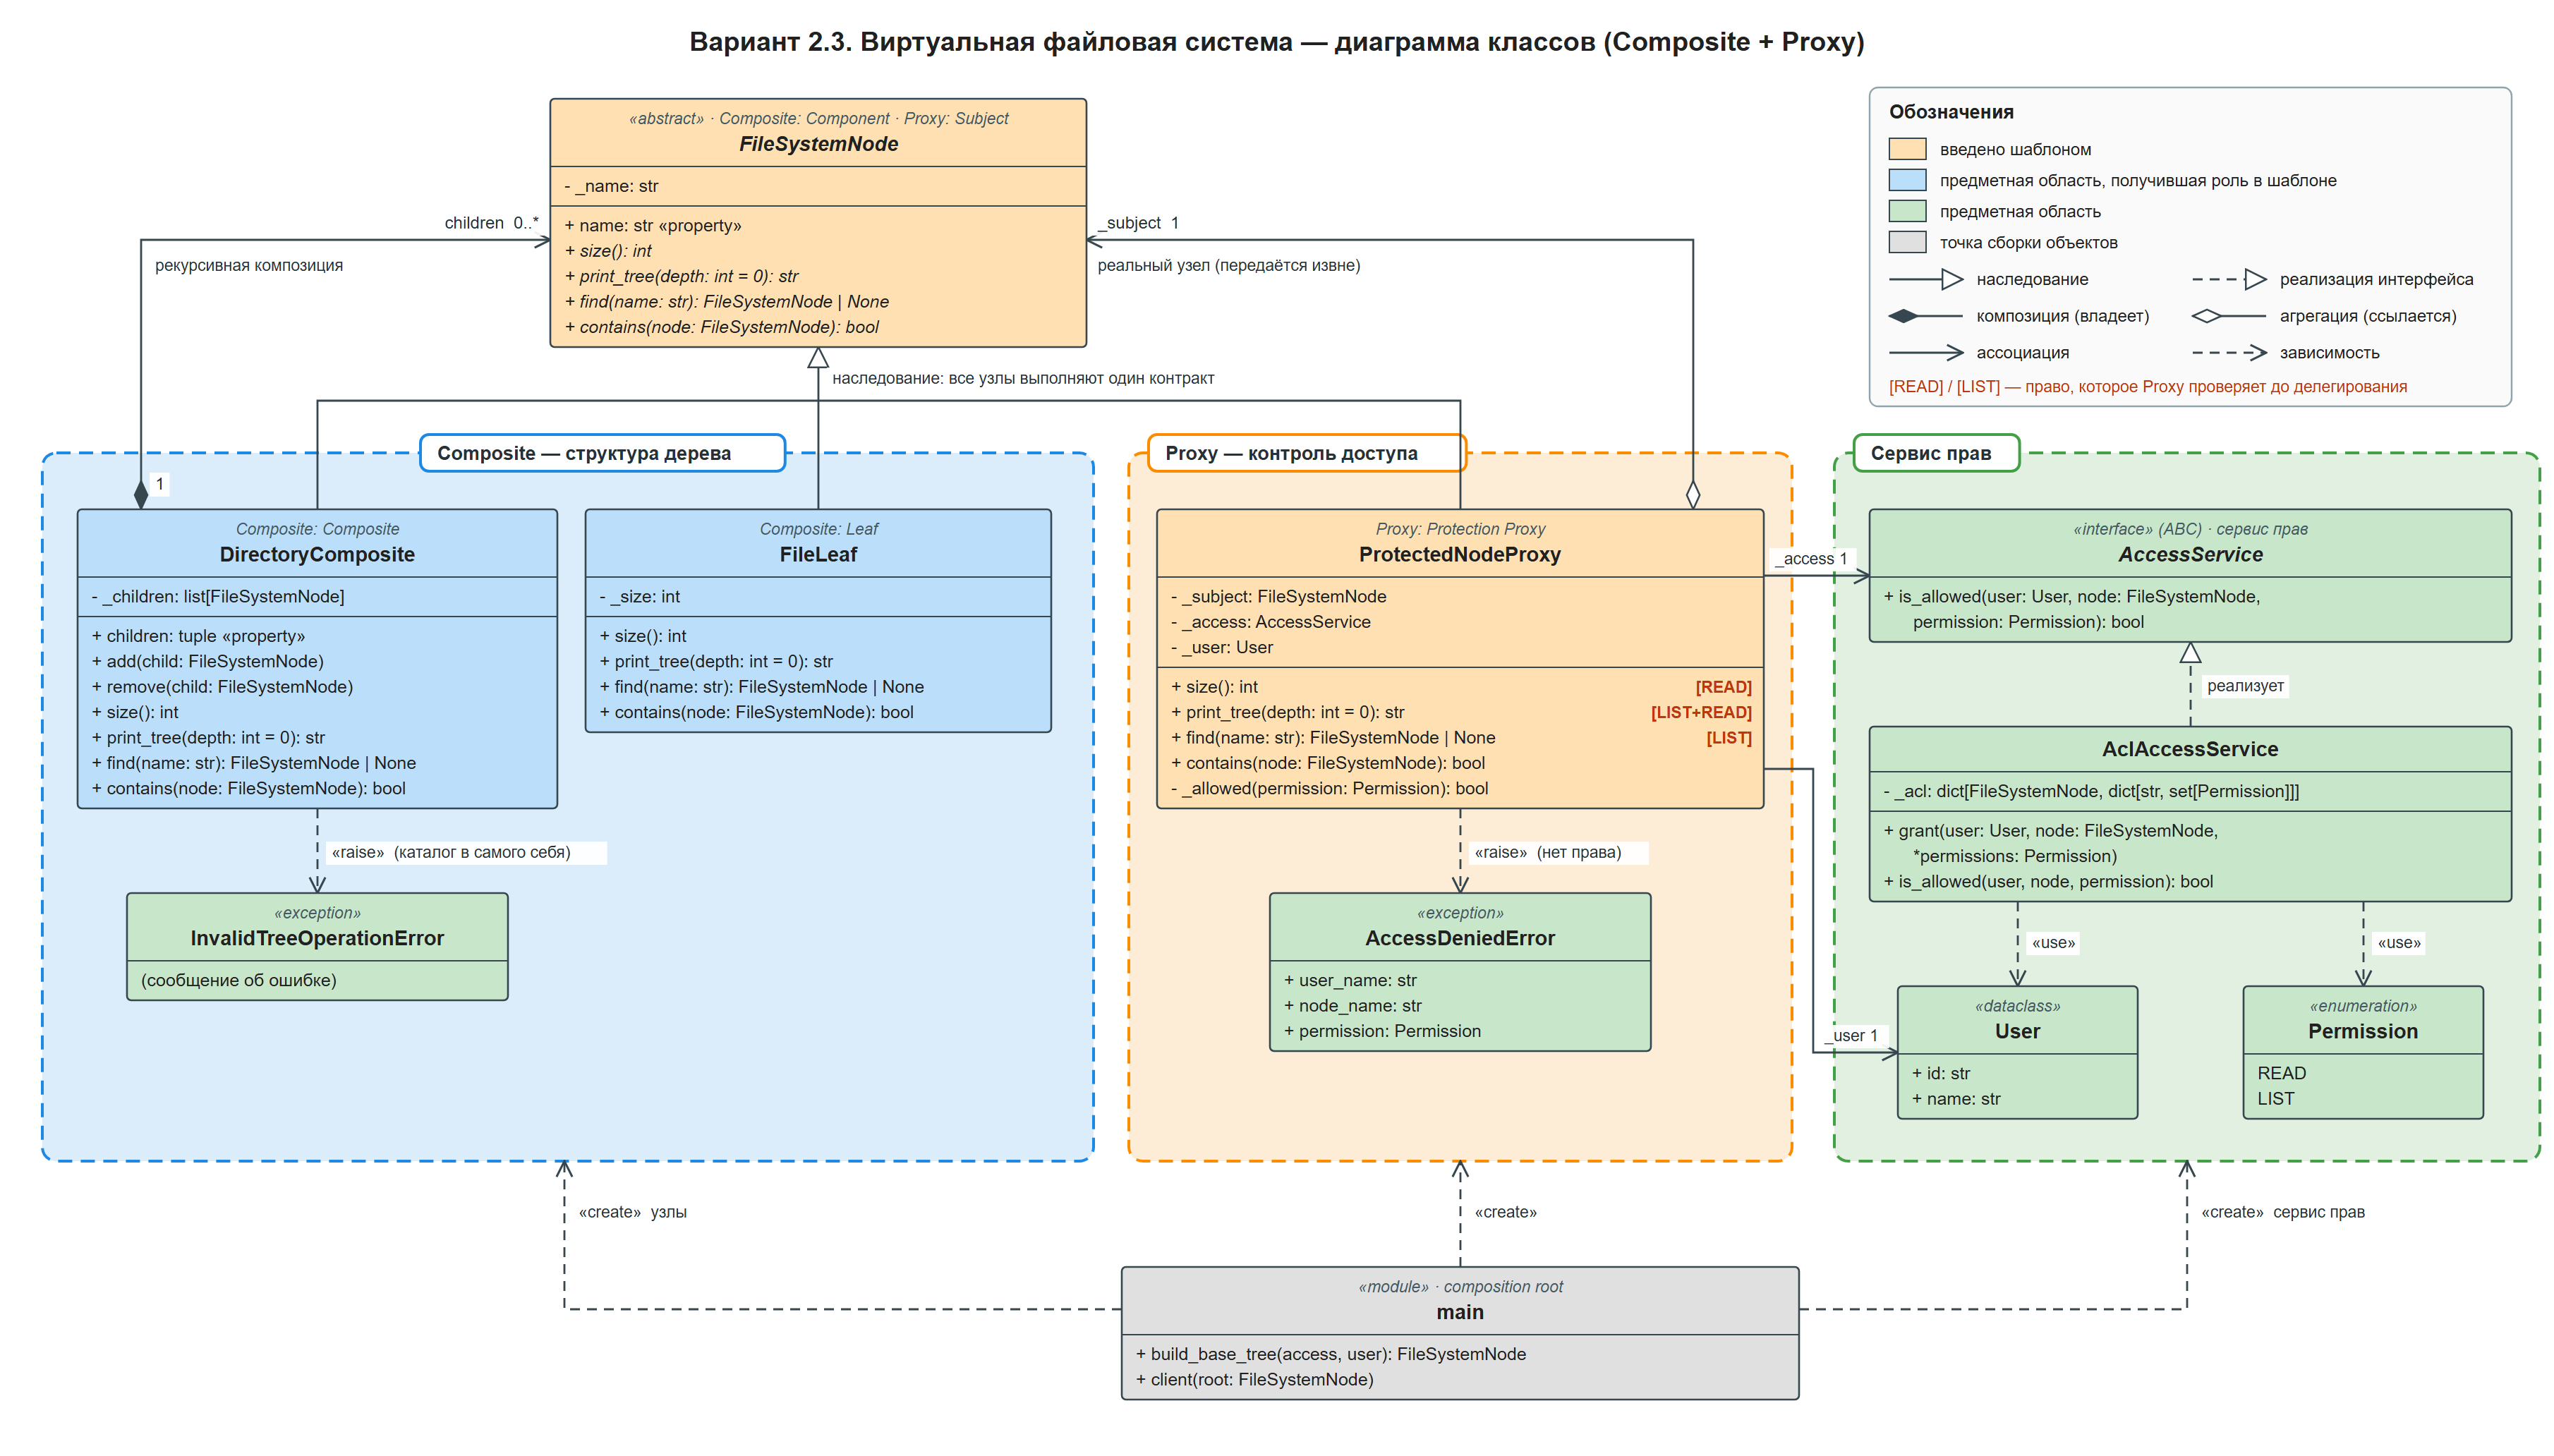 Вариант 2.3. Виртуальная файловая система — диаграмма классов (Composite + Proxy)
«abstract» · Composite: Component · Proxy: Subject
FileSystemNode
- _name: str
+ name: str «property»
+ size(): int
+ print_tree(depth: int = 0): str
+ find(name: str): FileSystemNode | None
+ contains(node: FileSystemNode): bool
children 0..*
рекурсивная композиция
_subject 1
реальный узел (передаётся извне)
наследование: все узлы выполняют один контракт
Обозначения
введено шаблоном
предметная область, получившая роль в шаблоне
предметная область
точка сборки объектов
наследование
реализация интерфейса
композиция (владеет)
агрегация (ссылается)
ассоциация
зависимость
[READ] / [LIST] — право, которое Proxy проверяет до делегирования
Composite — структура дерева
1
Composite: Composite
DirectoryComposite
- _children: list[FileSystemNode]
+ children: tuple «property»
+ add(child: FileSystemNode)
+ remove(child: FileSystemNode)
+ size(): int
+ print_tree(depth: int = 0): str
+ find(name: str): FileSystemNode | None
+ contains(node: FileSystemNode): bool
Composite: Leaf
FileLeaf
- _size: int
+ size(): int
+ print_tree(depth: int = 0): str
+ find(name: str): FileSystemNode | None
+ contains(node: FileSystemNode): bool
«raise» (каталог в самого себя)
«exception»
InvalidTreeOperationError
(сообщение об ошибке)
Proxy — контроль доступа
Proxy: Protection Proxy
ProtectedNodeProxy
- _subject: FileSystemNode
- _access: AccessService
- _user: User
+ size(): int [READ]
+ print_tree(depth: int = 0): str [LIST+READ]
+ find(name: str): FileSystemNode | None [LIST]
+ contains(node: FileSystemNode): bool
- _allowed(permission: Permission): bool
«raise» (нет права)
«exception»
AccessDeniedError
+ user_name: str
+ node_name: str
+ permission: Permission
_access 1
_user 1
Сервис прав
«interface» (ABC) · сервис прав
AccessService
+ is_allowed(user: User, node: FileSystemNode,
permission: Permission): bool
реализует
AclAccessService
- _acl: dict[FileSystemNode, dict[str, set[Permission]]]
+ grant(user: User, node: FileSystemNode,
*permissions: Permission)
+ is_allowed(user, node, permission): bool
«use»
«use»
«dataclass»
User
+ id: str
+ name: str
«enumeration»
Permission
READ
LIST
«create» узлы
«create»
«create» сервис прав
«module» · composition root
main
+ build_base_tree(access, user): FileSystemNode
+ client(root: FileSystemNode)